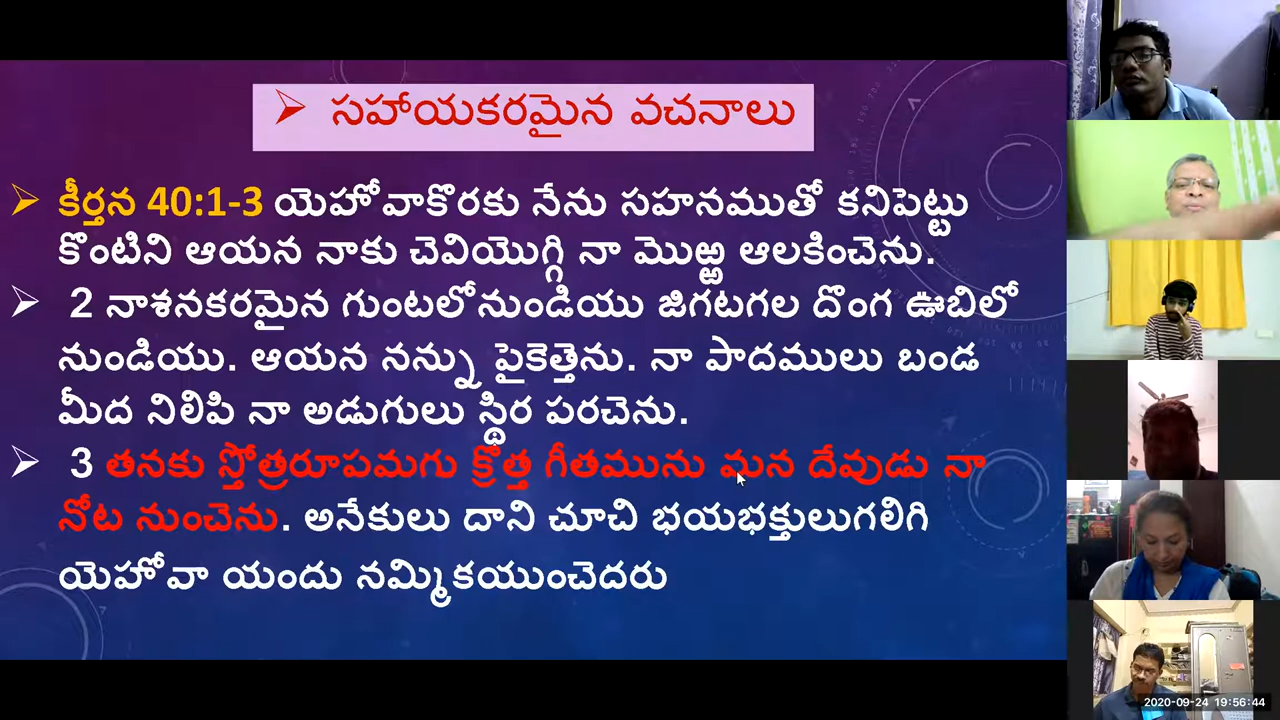 ➢ సహాయకరమైన వచనాలు
➢ కీర్తన 40:1-3 యెహోవాకొరకు నేను సహనముతో కనిపెట్టు
కొంటిని ఆయన నాకు చెవియొగ్గి నా మొఱ్ఱ ఆలకించెను.
➢ 2 నాశనకరమైన గుంటలోనుండియు జిగటగల దొంగ ఊబిలో
నుండియు. ఆయన నన్ను పైకెత్తెను. నా పాదములు బండ
మీద నిలిపి నా అడుగులు స్థిర పరచెను.
➢ 3 తనకు స్తోత్రరూపమగు క్రొత్త గీతమును మన దేవుడు నా
నోట నుంచెను. అనేకులు దాని చూచి భయభక్తులుగలిగి
యెహోవా యందు నమ్మికయుంచెదరు
2020-09-24 19:56:44